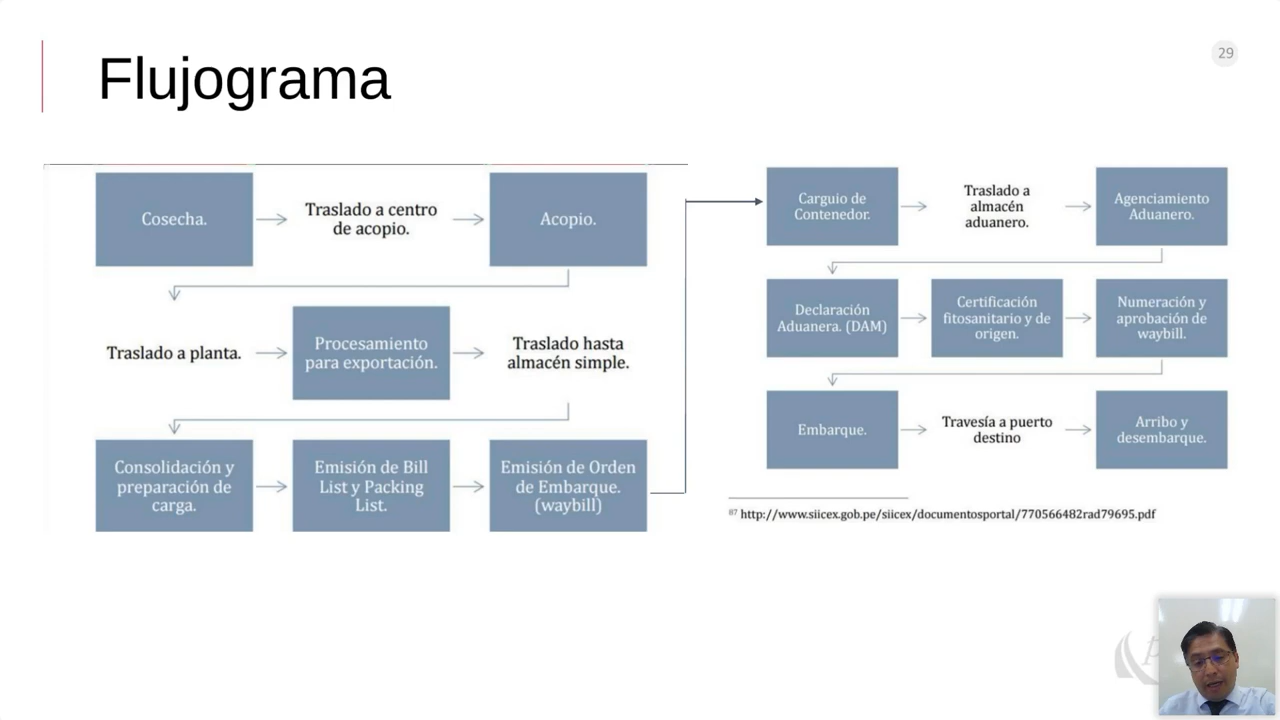 Flujograma
29
Cosecha.
Traslado a centro
de acopio.
Acopio.
Traslado a planta.
Procesamiento
para exportación.
Traslado hasta
almacén simple.
Consolidación y
preparación de
carga.
Emisión de Bill
List y Packing
List.
Emisión de Orden
de Embarque.
(waybill)
Carguio de
Contenedor.
Traslado a
almacén
aduanero.
Agenciamiento
Aduanero.
Declaración
Aduanera. (DAM)
Certificación
fitosanitario y de
origen.
Numeración y
aprobación de
waybill.
Embarque.
Travesía a puerto
destino
Arribo y
desembarque.
87 http://www.siicex.gob.pe/siicex/documentosportal/770566482rad79695.pdf